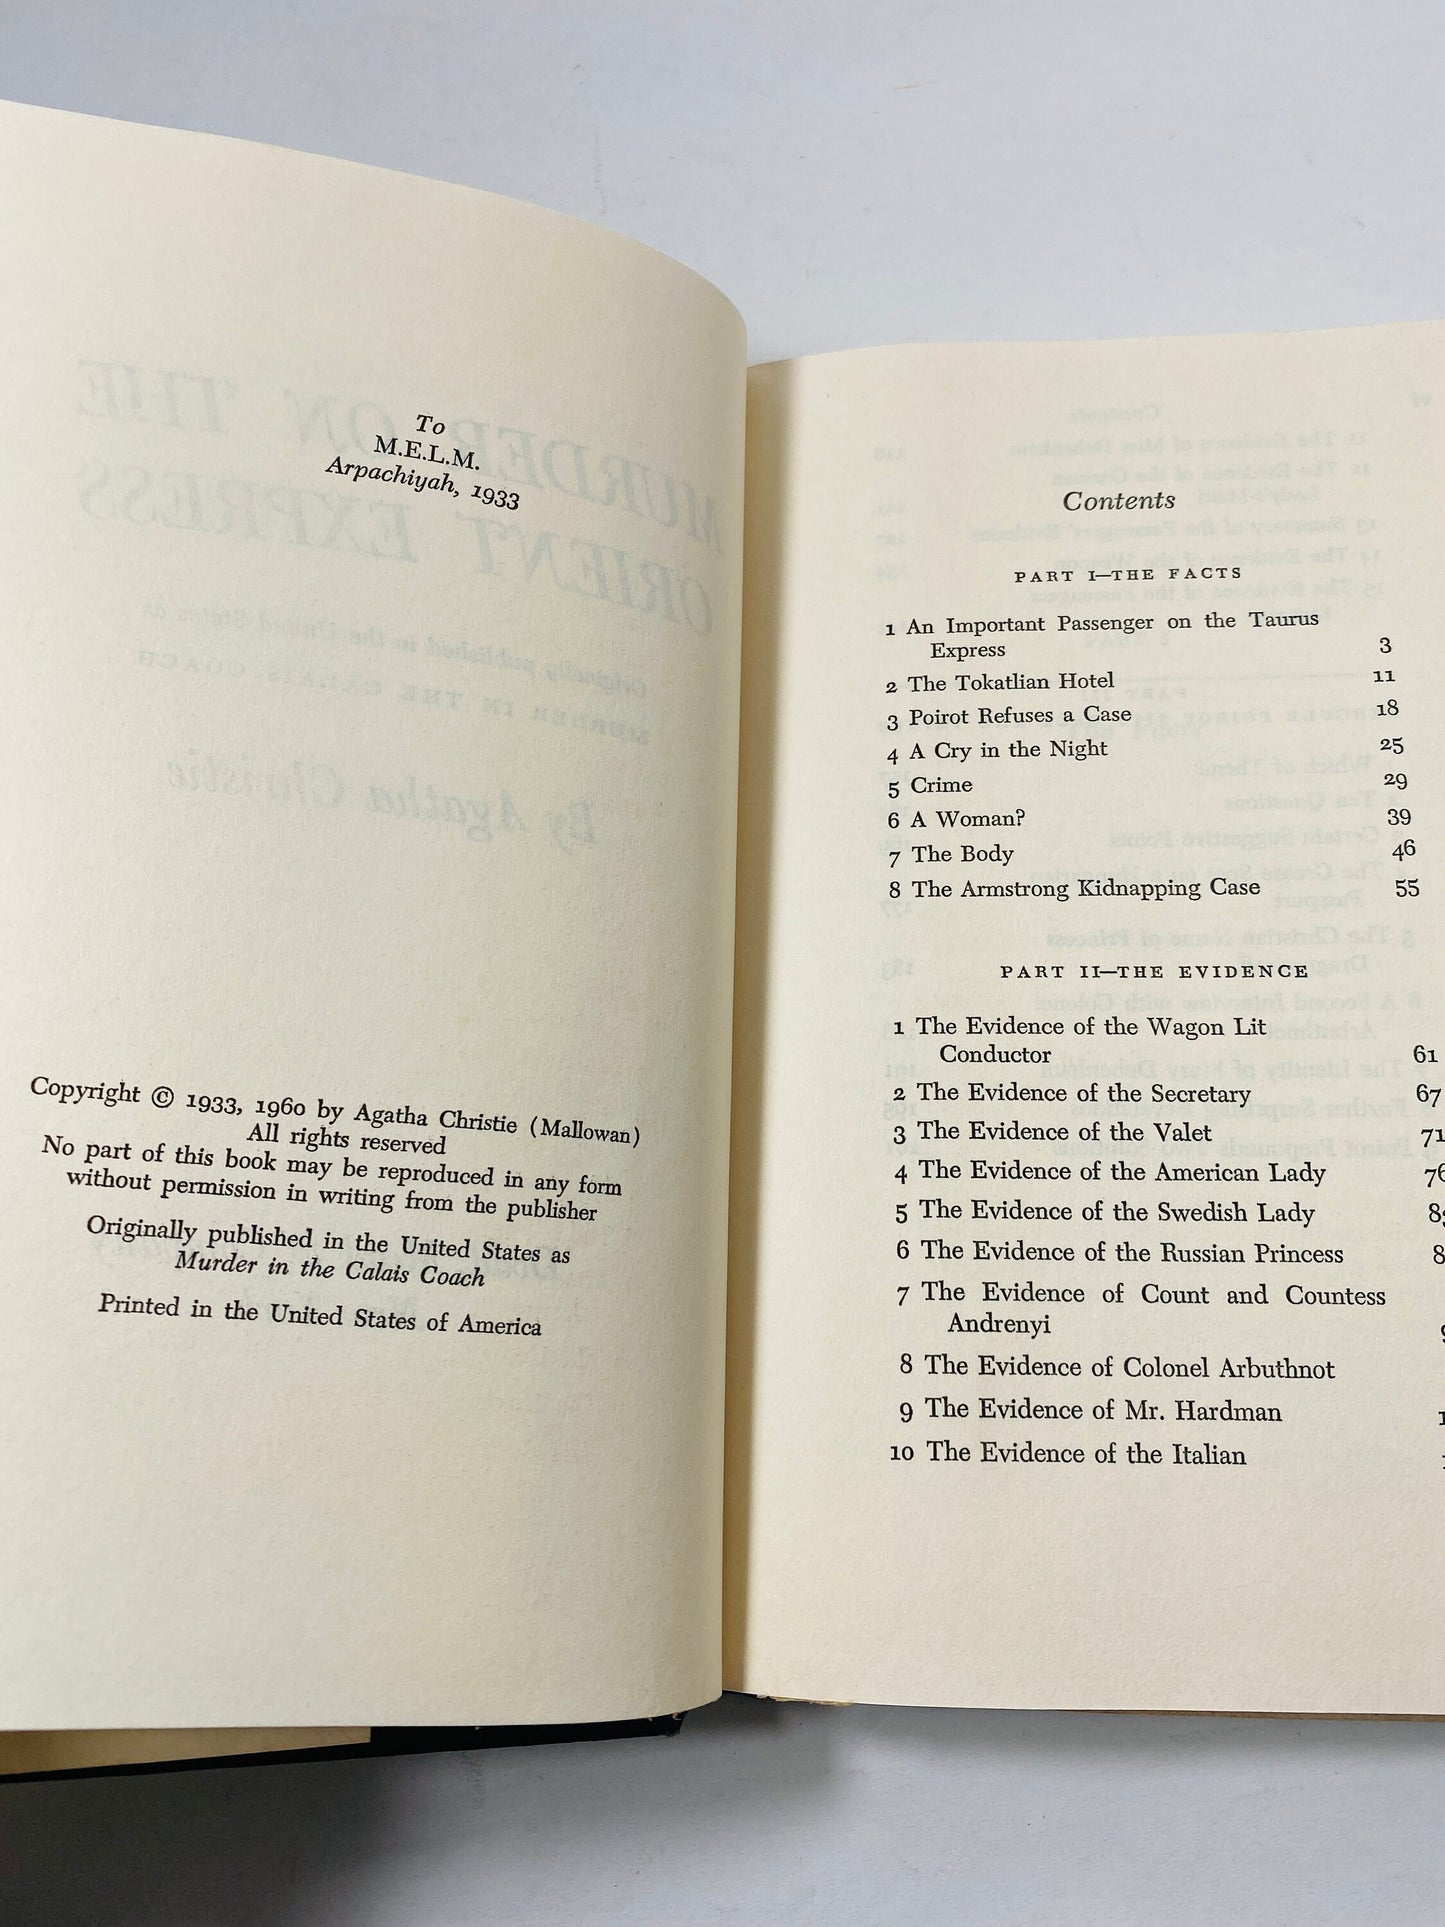 To
M.E.L.M.
Arpachiyah, 1933
Copyright © 1933, 1960 by Agatha Christie (Mallowan)
All rights reserved
No part of this book may be reproduced in any form
without permission in writing from the publisher
Originally published in the United States as
Murder in the Calais Coach
Printed in the United States of America
Contents
PART I—THE FACTS
1 An Important Passenger on the Taurus
Express 3
2 The Tokatlian Hotel 11
3 Poirot Refuses a Case 18
4 A Cry in the Night 25
5 Crime 29
6 A Woman? 39
7 The Body 46
8 The Armstrong Kidnapping Case 55
PART II—THE EVIDENCE
1 The Evidence of the Wagon Lit
Conductor 61
2 The Evidence of the Secretary 67
3 The Evidence of the Valet 71
4 The Evidence of the American Lady
5 The Evidence of the Swedish Lady
6 The Evidence of the Russian Princess
7 The Evidence of Count and Countess
Andrenyi
8 The Evidence of Colonel Arbuthnot
9 The Evidence of Mr. Hardman
10 The Evidence of the Italian